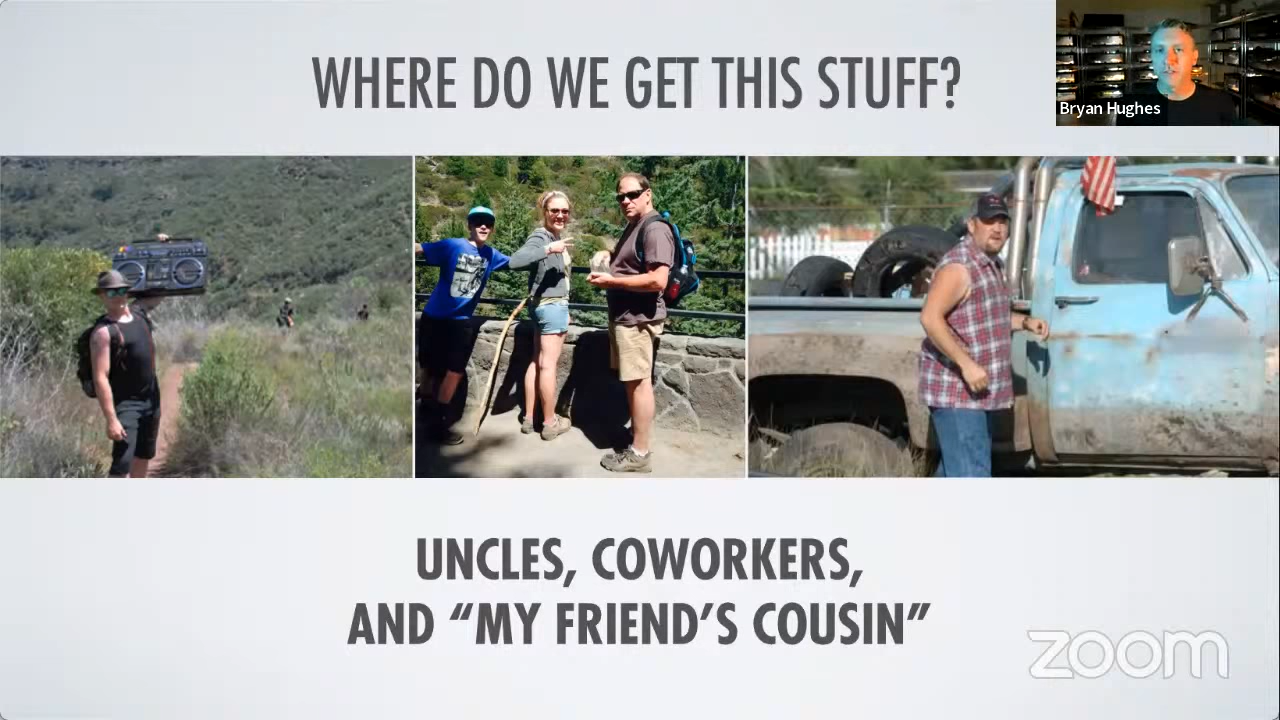 WHERE DO WE GET THIS STUFF?
Bryan Hughes
UNCLES, COWORKERS,
AND “MY FRIEND’S COUSIN”
zoom